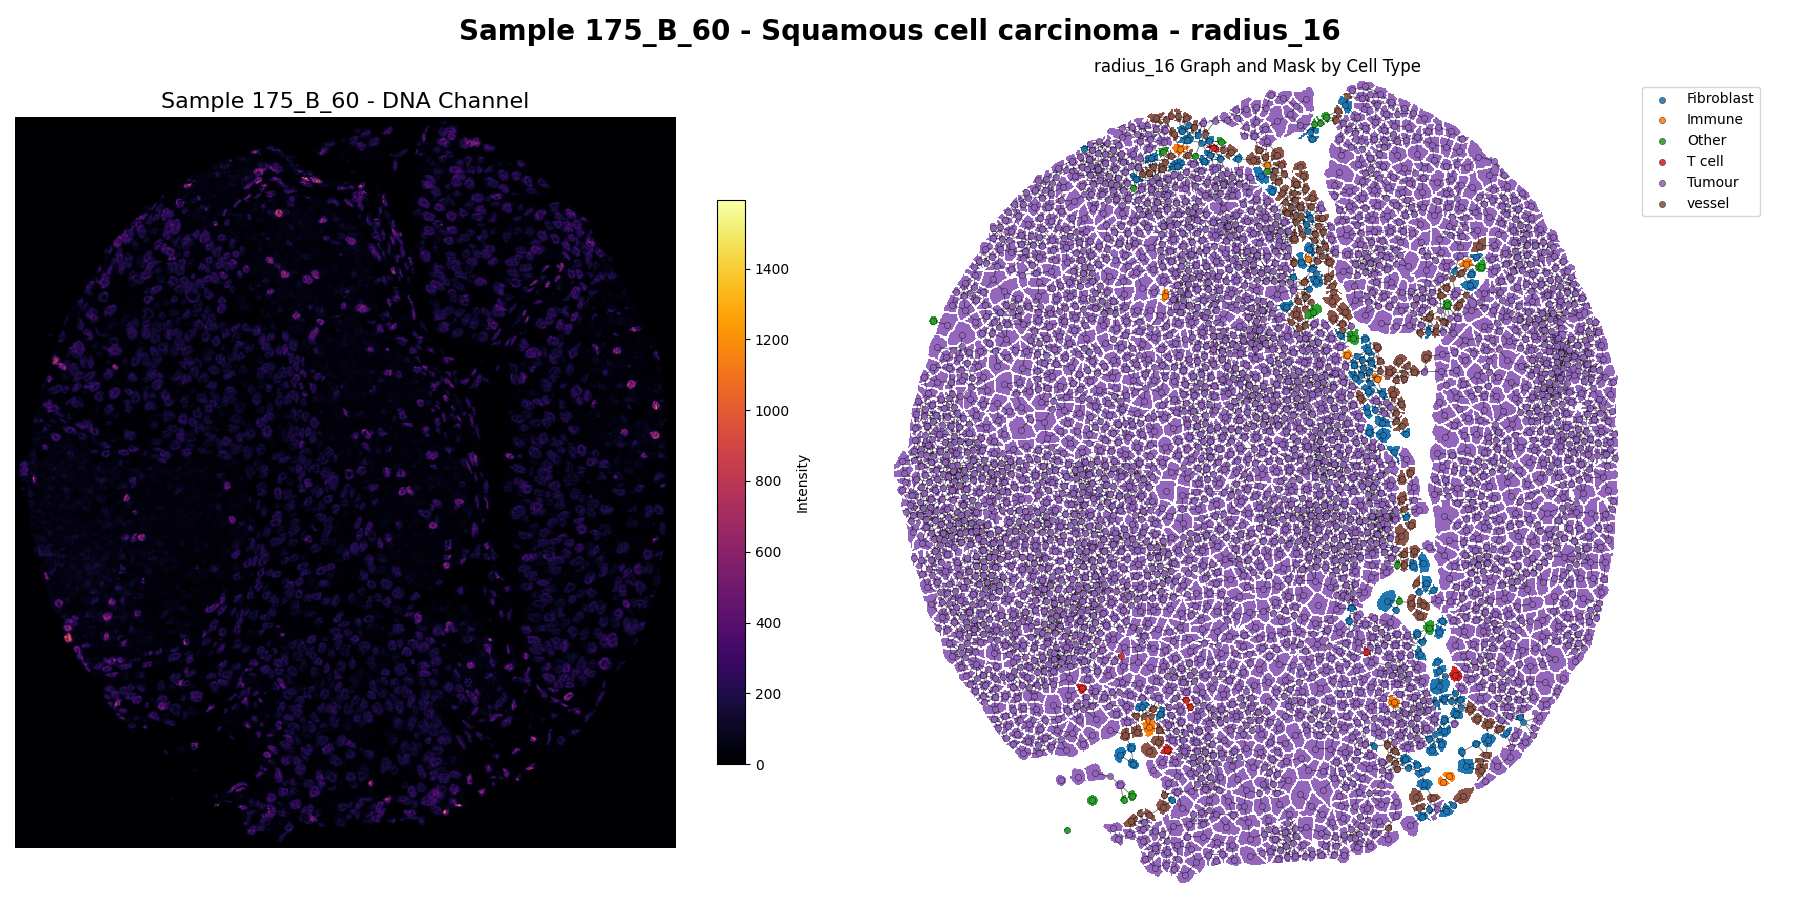 Sample 175_B_60 - Squamous cell carcinoma - radius_16
Sample 175_B_60 - DNA Channel
radius_16 Graph and Mask by Cell Type
Fibroblast
Immune
Other
T cell
Tumour
vessel
1400
1200
1000
800
600
400
200
0
Intensity